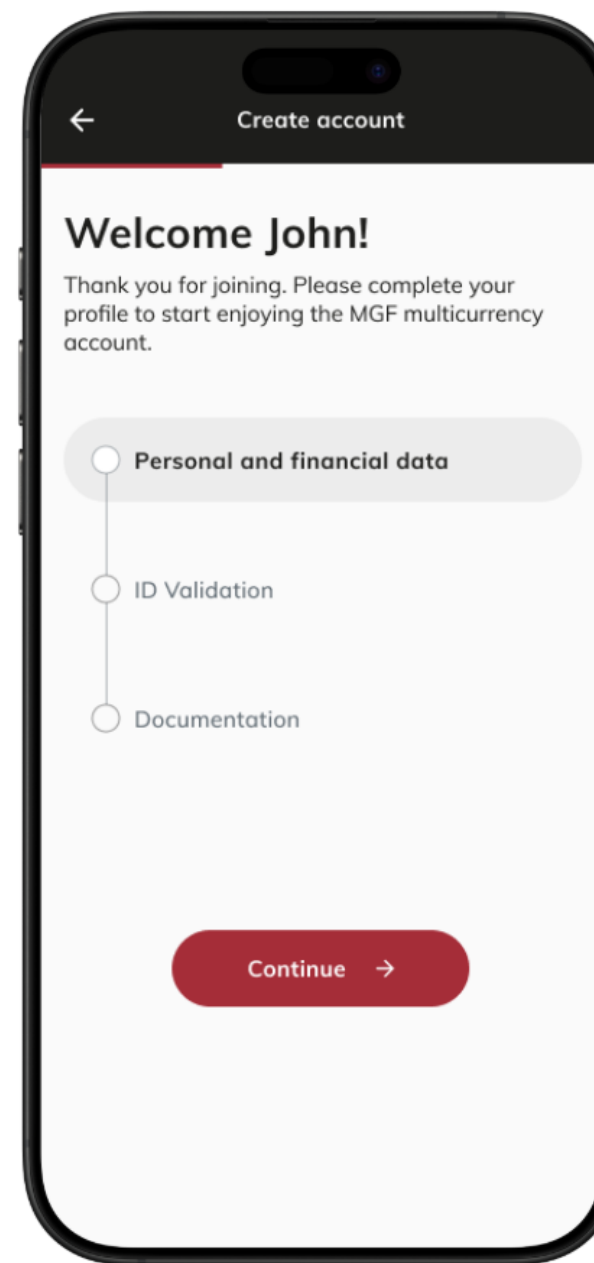 Create account
Welcome John!
Thank you for joining. Please complete your
profile to start enjoying the MGF multicurrency
account.
Personal and financial data
ID Validation
Documentation
Continue